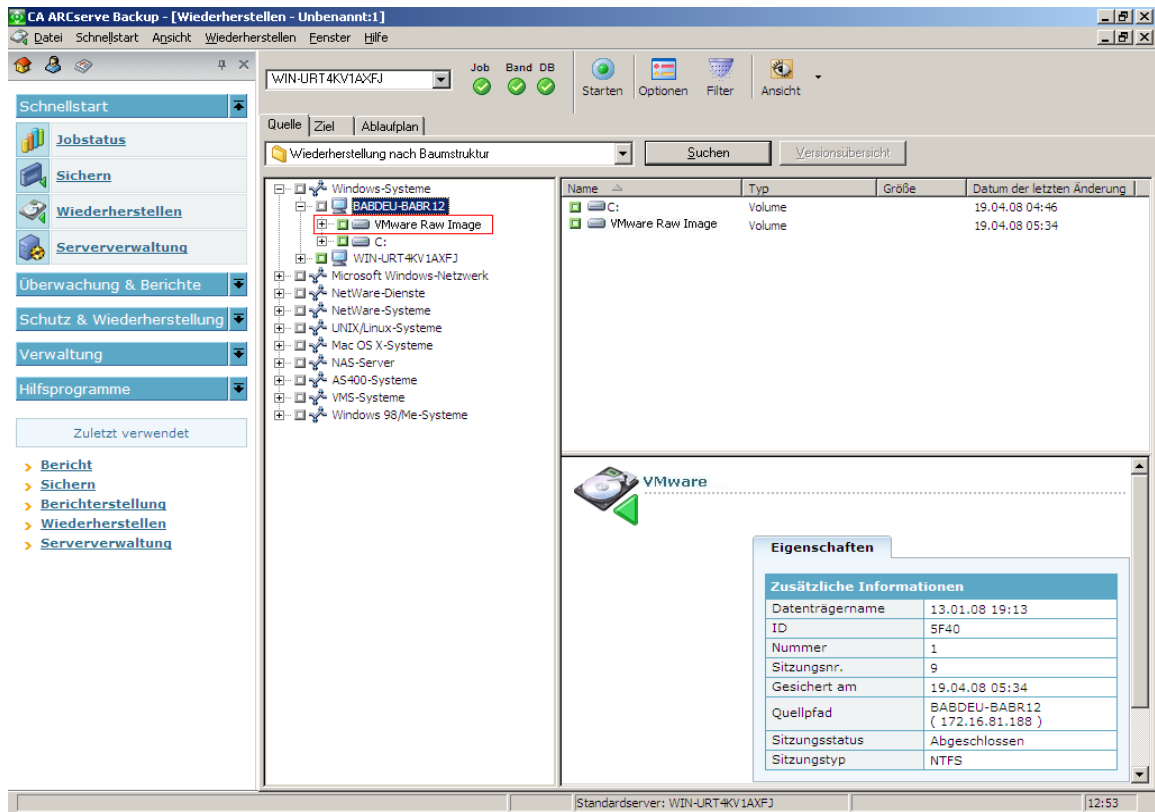 CA ARCserve Backup - [Wiederherstellen - Unbenannt:1]
Datei Schnellstart Ansicht Wiederherstellen Fenster Hilfe
WIN-URT4KV1AXFJ
Job Band DB
Starten Optionen Filter Ansicht
Schnellstart
Jobstatus
Sichern
Wiederherstellen
Serververwaltung
Überwachung & Berichte
Schutz & Wiederherstellung
Verwaltung
Hilfsprogramme
Zuletzt verwendet
Bericht
Sichern
Berichterstellung
Wiederherstellen
Serververwaltung
Quelle Ziel Ablaufplan
Wiederherstellung nach Baumstruktur
Suchen
Versionsübersicht
Windows-Systeme
BABDEU-BABR12
VMware Raw Image
C:
WIN-URT4KV1AXFJ
Microsoft Windows-Netzwerk
NetWare-Dienste
NetWare-Systeme
UNIX/Linux-Systeme
Mac OS X-Systeme
NAS-Server
AS400-Systeme
VMS-Systeme
Windows 98/Me-Systeme
Name Typ Größe Datum der letzten Änderung
C: Volume 19.04.08 04:46
VMware Raw Image Volume 19.04.08 05:34
VMware
Eigenschaften
Zusätzliche Informationen
Datenträgername 13.01.08 19:13
ID 5F40
Nummer 1
Sitzungsnr. 9
Gesichert am 19.04.08 05:34
Quellpfad BABDEU-BABR12
( 172.16.81.188 )
Sitzungsstatus Abgeschlossen
Sitzungstyp NTFS
Standardserver: WIN-URT4KV1AXFJ
12:53